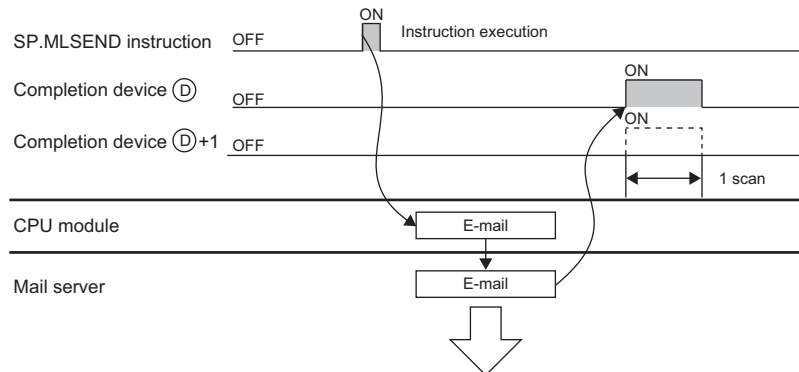 ON
SP.MLSEND instruction OFF Instruction execution
ON
Completion device Ⓓ OFF
ON
Completion device Ⓓ+1 OFF
1 scan
CPU module E-mail
Mail server E-mail